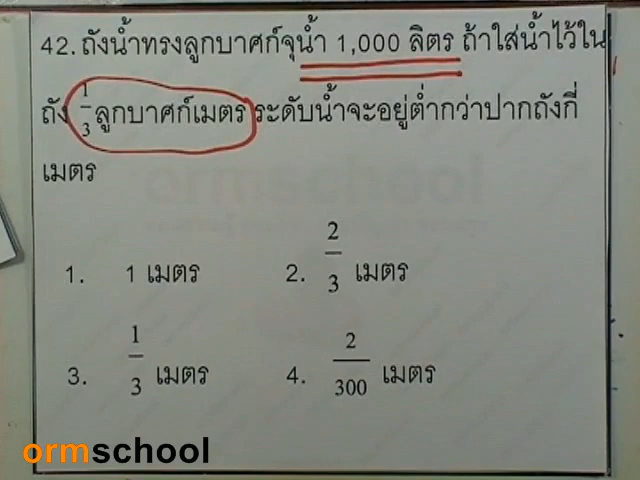 42. ถังน้ำทรงลูกบาศก์จุน้ำ 1,000 ลิตร ถ้าใส่น้ำไว้ใน
ถัง 1/3 ลูกบาศก์เมตร ระดับน้ำจะอยู่ต่ำกว่าปากถังกี่
เมตร
ormschool
1. 1 เมตร 2. 2/3 เมตร
3. 1/3 เมตร 4. 2/300 เมตร
ormschool